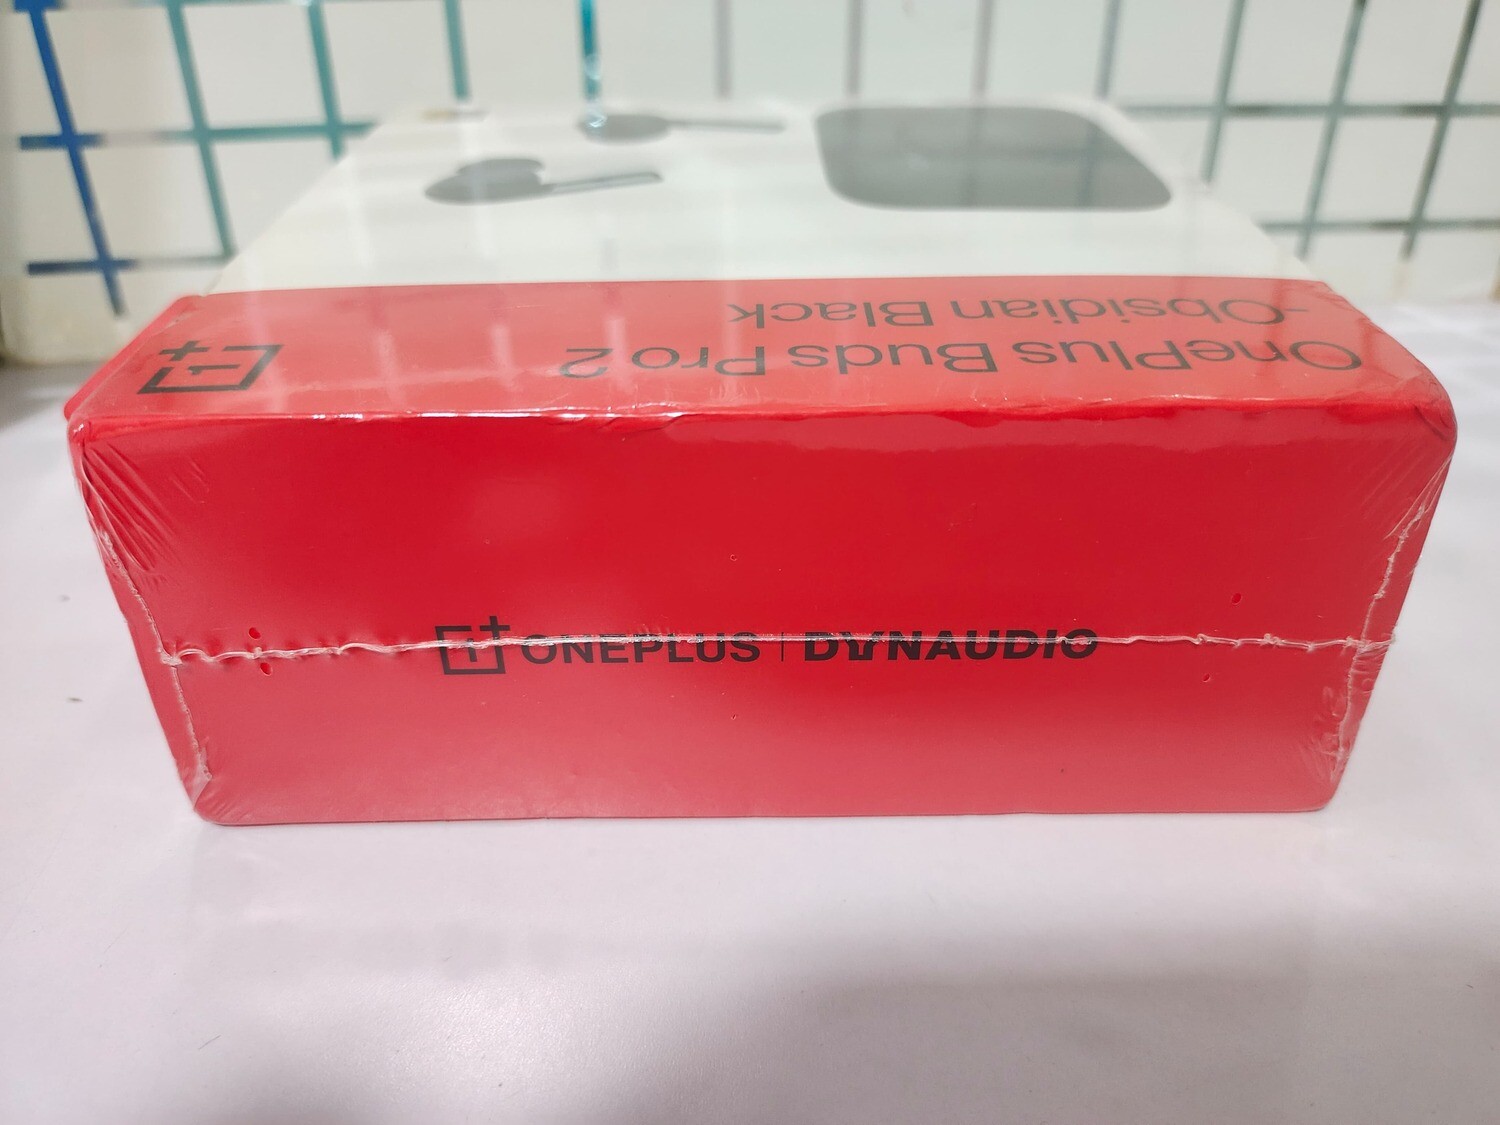 OnePlus Buds Pro 2
-Obsidian Black
ONEPLUS | DYNAUDIO